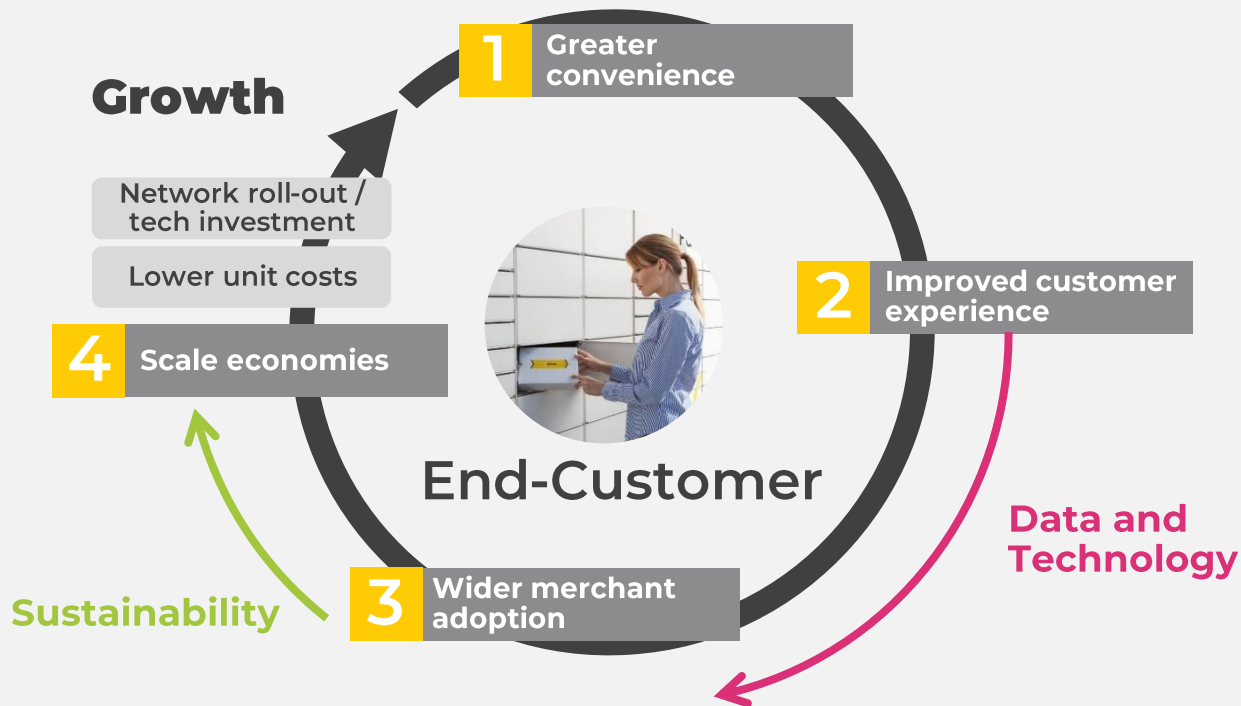 1
Greater
convenience
Growth
Network roll-out /
tech investment
Lower unit costs
2
Improved customer
experience
4
Scale economies
End-Customer
Data and
Technology
3
Wider merchant
adoption
Sustainability